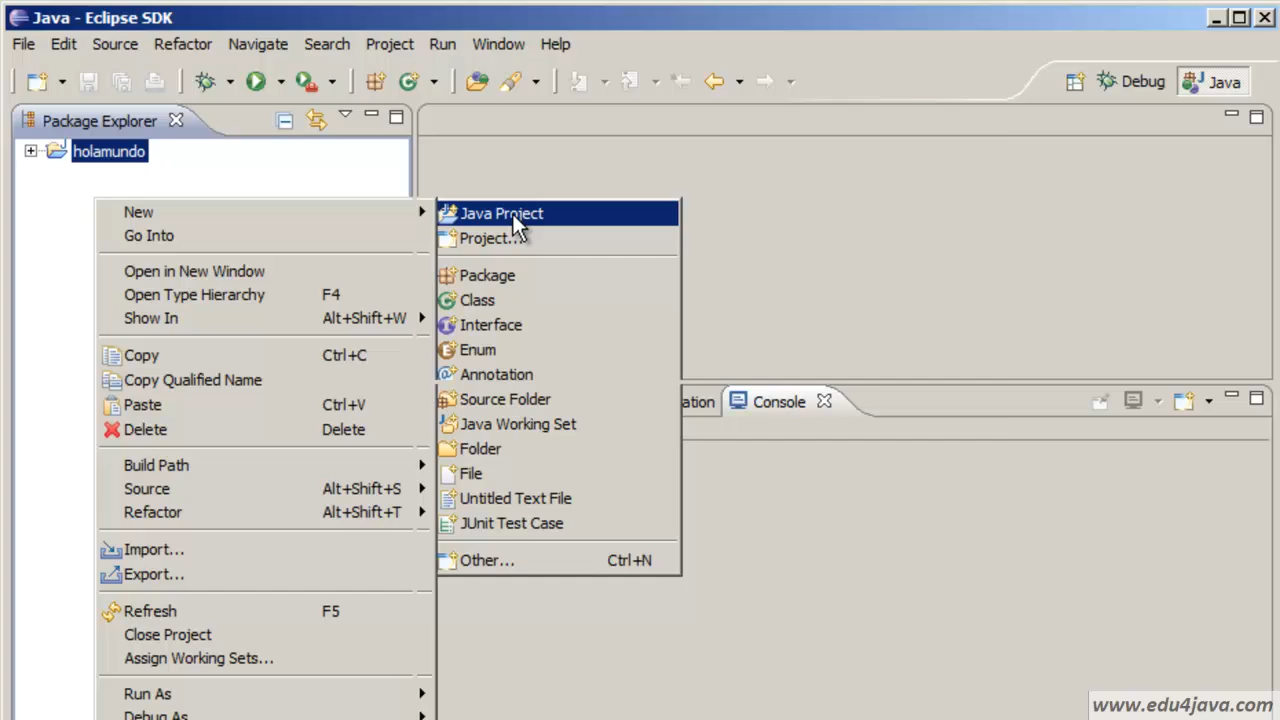 Java - Eclipse SDK
File Edit Source Refactor Navigate Search Project Run Window Help
Debug Java
Package Explorer
holamundo
New
Go Into
Open in New Window
Open Type Hierarchy F4
Show In Alt+Shift+W
Copy Ctrl+C
Copy Qualified Name
Paste Ctrl+V
Delete Delete
Build Path
Source Alt+Shift+S
Refactor Alt+Shift+T
Import...
Export...
Refresh F5
Close Project
Assign Working Sets...
Run As
Debug As
Java Project
Project...
Package
Class
Interface
Enum
Annotation
Source Folder
Java Working Set
Folder
File
Untitled Text File
JUnit Test Case
Other... Ctrl+N
ation Console
www.edu4java.com